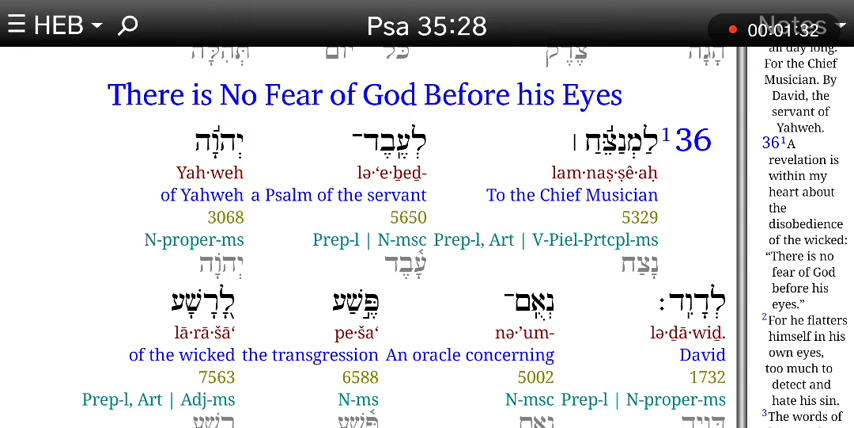 ☰ HEB Psa 35:28 Notes
00:01:32
תְּהִלָּה כֹּל יוֹם צֶדֶק הָגָה
There is No Fear of God Before his Eyes
36 1 לַמְנַצֵּ֬חַ ׀ לְעֶֽבֶד־ יְהוָ֬ה
Yah·weh lə·‘e·ḇeḏ- lam·naṣ·ṣê·aḥ
of Yahweh a Psalm of the servant To the Chief Musician
3068 5650 5329
N-proper-ms Prep-l | N-msc Prep-l, Art | V-Piel-Prtcpl-ms
נָצַח עֶ֫בֶד יְהוָֹה
לְדָוִֽד׃ נְאֻֽם־ פֶּ֣שַׁע לָ֭רָשָׁע
lā·rā·šā‘ pe·ša‘ nə·’um- lə·ḏā·wiḏ.
of the wicked the transgression An oracle concerning David
7563 6588 5002 1732
Prep-l, Art | Adj-ms N-ms N-msc Prep-l | N-proper-ms
דָּוִיד נְאֻם פֶּ֫שַׁע רָשָׁע
all day long.
For the Chief
Musician. By
David, the
servant of
Yahweh.
36 1 A
revelation is
within my
heart about
the
disobedience
of the wicked:
“There is no
fear of God
before his
eyes.”
2 For he flatters
himself in his
own eyes,
too much to
detect and
hate his sin.
3 The words of